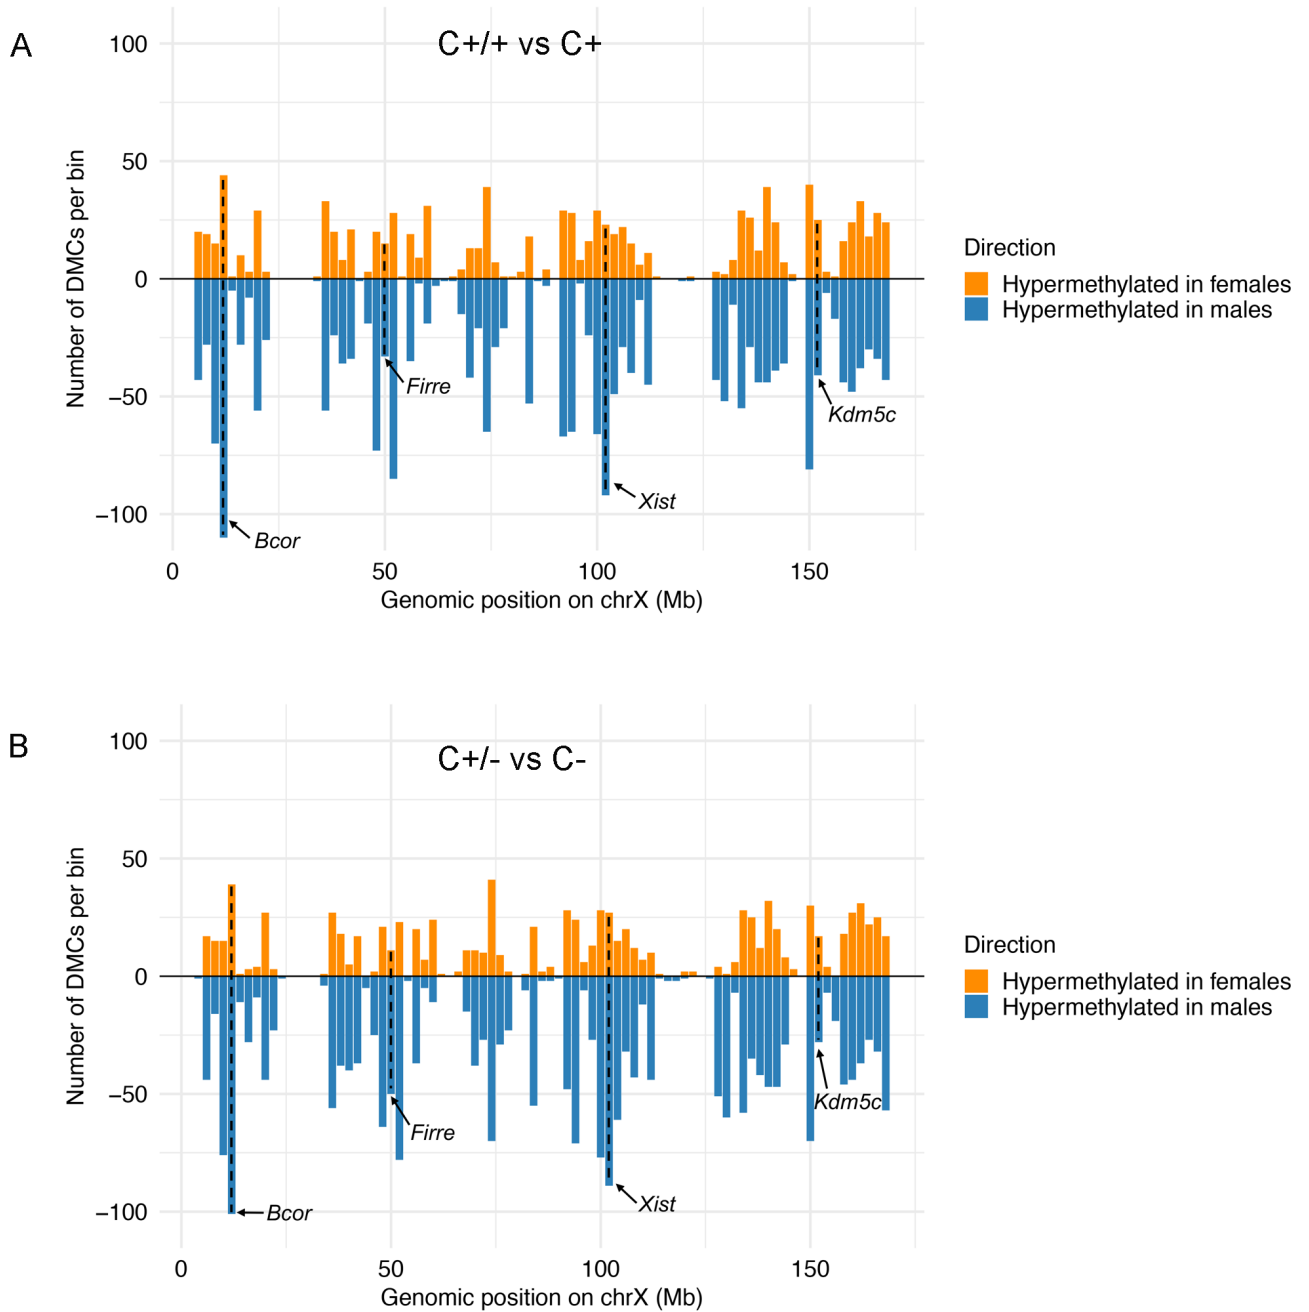 A
C+/+ vs C+
100
50
0
−50
−100
Number of DMCs per bin
Bcor
Firre
Xist
Kdm5c
0
50
100
150
Genomic position on chrX (Mb)
Direction
Hypermethylated in females
Hypermethylated in males
B
C+/- vs C-
100
50
0
−50
−100
Number of DMCs per bin
Bcor
Firre
Xist
Kdm5c
0
50
100
150
Genomic position on chrX (Mb)
Direction
Hypermethylated in females
Hypermethylated in males